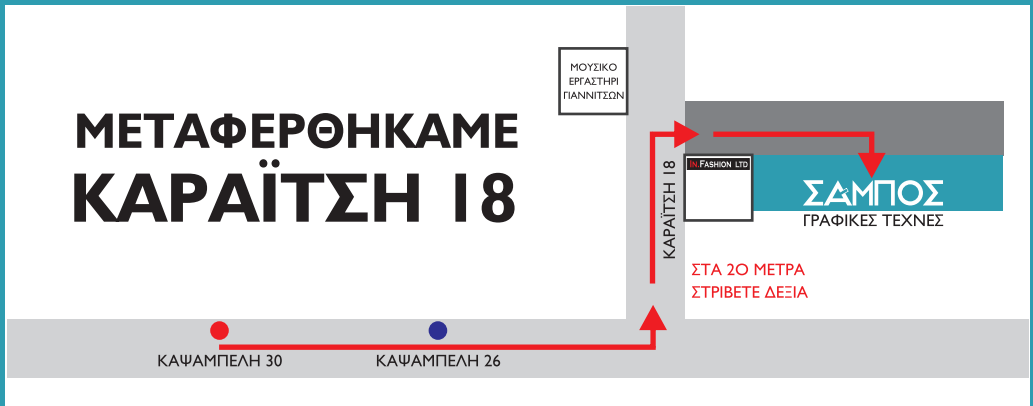 ΜΕΤΑΦΕΡΘΗΚΑΜΕ
ΚΑΡΑΪΤΣΗ 18
ΜΟΥΣΙΚΟ
ΕΡΓΑΣΤΗΡΙ
ΓΙΑΝΝΙΤΣΩΝ
ΚΑΡΑΪΤΣΗ 18
IN.FASHION LTD
ΣΑΜΠΟΣ
ΓΡΑΦΙΚΕΣ ΤΕΧΝΕΣ
ΣΤΑ 20 ΜΕΤΡΑ
ΣΤΡΙΒΕΤΕ ΔΕΞΙΑ
ΚΑΨΑΜΠΕΛΗ 30
ΚΑΨΑΜΠΕΛΗ 26